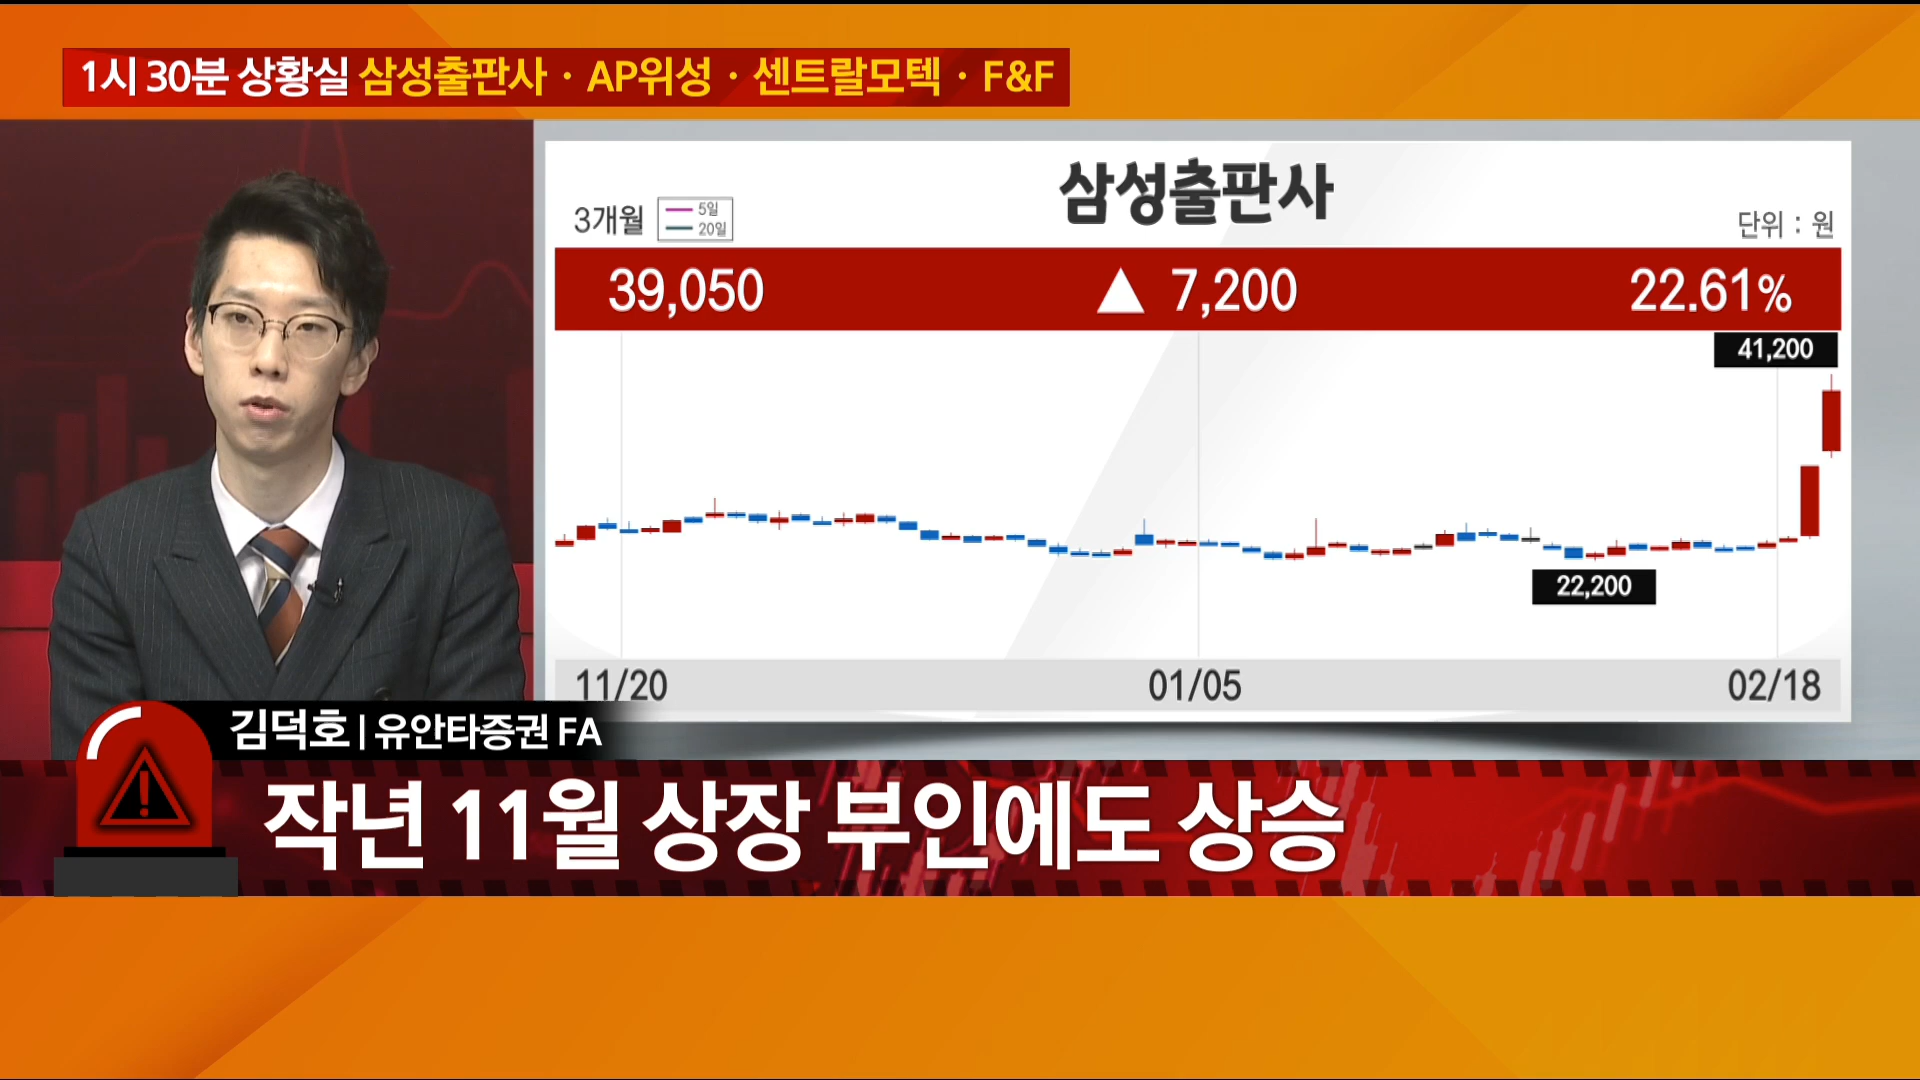 1시 30분 상황실 삼성출판사 · AP위성 · 센트랄모텍 · F&F
삼성출판사
3개월
5일
20일
단위 : 원
39,050 ▲ 7,200 22.61%
41,200
22,200
11/20 01/05 02/18
김덕호 | 유안타증권 FA
작년 11월 상장 부인에도 상승